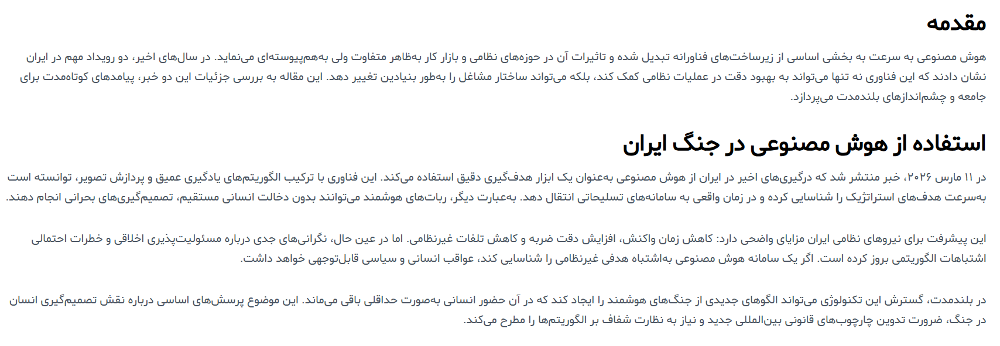 مقدمه
هوش مصنوعی به سرعت به بخشی اساسی از زیرساخت‌های فناورانه تبدیل شده و تاثیرات آن در حوزه‌های نظامی و بازار کار به‌ظاهر متفاوت ولی به‌هم‌پیوسته‌ای می‌نماید. در سال‌های اخیر، دو رویداد مهم در ایران
نشان دادند که این فناوری نه تنها می‌تواند به بهبود دقت در عملیات نظامی کمک کند، بلکه می‌تواند ساختار مشاغل را به‌طور بنیادین تغییر دهد. این مقاله به بررسی جزئیات این دو خبر، پیامدهای کوتاه‌مدت برای
جامعه و چشم‌اندازهای بلندمدت می‌پردازد.
استفاده از هوش مصنوعی در جنگ ایران
در ۱۱ مارس ۲۰۲۶، خبر منتشر شد که درگیری‌های اخیر در ایران از هوش مصنوعی به‌عنوان یک ابزار هدف‌گیری دقیق استفاده می‌کند. این فناوری با ترکیب الگوریتم‌های یادگیری عمیق و پردازش تصویر، توانسته است
به‌سرعت هدف‌های استراتژیک را شناسایی کرده و در زمان واقعی به سامانه‌های تسلیحاتی انتقال دهد. به‌عبارت دیگر، ربات‌های هوشمند می‌توانند بدون دخالت انسانی مستقیم، تصمیم‌گیری‌های بحرانی انجام دهند.
این پیشرفت برای نیروهای نظامی ایران مزایای واضحی دارد: کاهش زمان واکنش، افزایش دقت ضربه و کاهش تلفات غیرنظامی. اما در عین حال، نگرانی‌های جدی درباره مسئولیت‌پذیری اخلاقی و خطرات احتمالی
اشتباهات الگوریتمی بروز کرده است. اگر یک سامانه هوش مصنوعی به‌اشتباه هدفی غیرنظامی را شناسایی کند، عواقب انسانی و سیاسی قابل‌توجهی خواهد داشت.
در بلندمدت، گسترش این تکنولوژی می‌تواند الگوهای جدیدی از جنگ‌های هوشمند را ایجاد کند که در آن حضور انسانی به‌صورت حداقلی باقی می‌ماند. این موضوع پرسش‌های اساسی درباره نقش تصمیم‌گیری انسان
در جنگ، ضرورت تدوین چارچوب‌های قانونی بین‌المللی جدید و نیاز به نظارت شفاف بر الگوریتم‌ها را مطرح می‌کند.